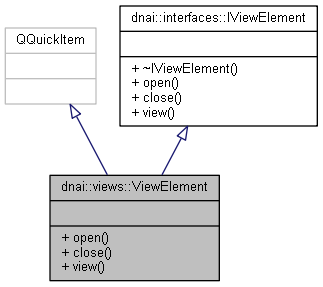 QQuickItem
dnai::interfaces::IViewElement
+ ~IViewElement()
+ open()
+ close()
+ view()
dnai::views::ViewElement
+ open()
+ close()
+ view()